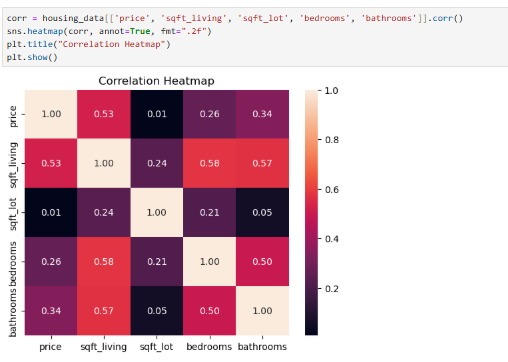 corr = housing_data[['price', 'sqft_living', 'sqft_lot', 'bedrooms', 'bathrooms']].corr()
sns.heatmap(corr, annot=True, fmt=".2f")
plt.title("Correlation Heatmap")
plt.show()
Correlation Heatmap
price 1.00 0.53 0.01 0.26 0.34
sqft_living 0.53 1.00 0.24 0.58 0.57
sqft_lot 0.01 0.24 1.00 0.21 0.05
bedrooms 0.26 0.58 0.21 1.00 0.50
bathrooms 0.34 0.57 0.05 0.50 1.00
price sqft_living sqft_lot bedrooms bathrooms
1.0
0.8
0.6
0.4
0.2